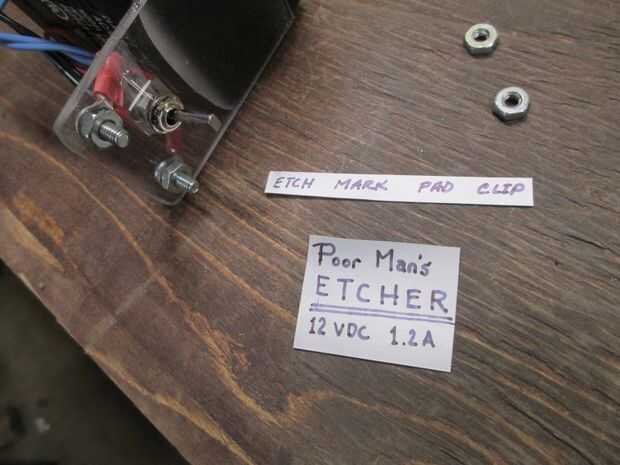 ETCH MARK PAD CLIP
Poor Man's
ETCHER
12 VDC 1.2A